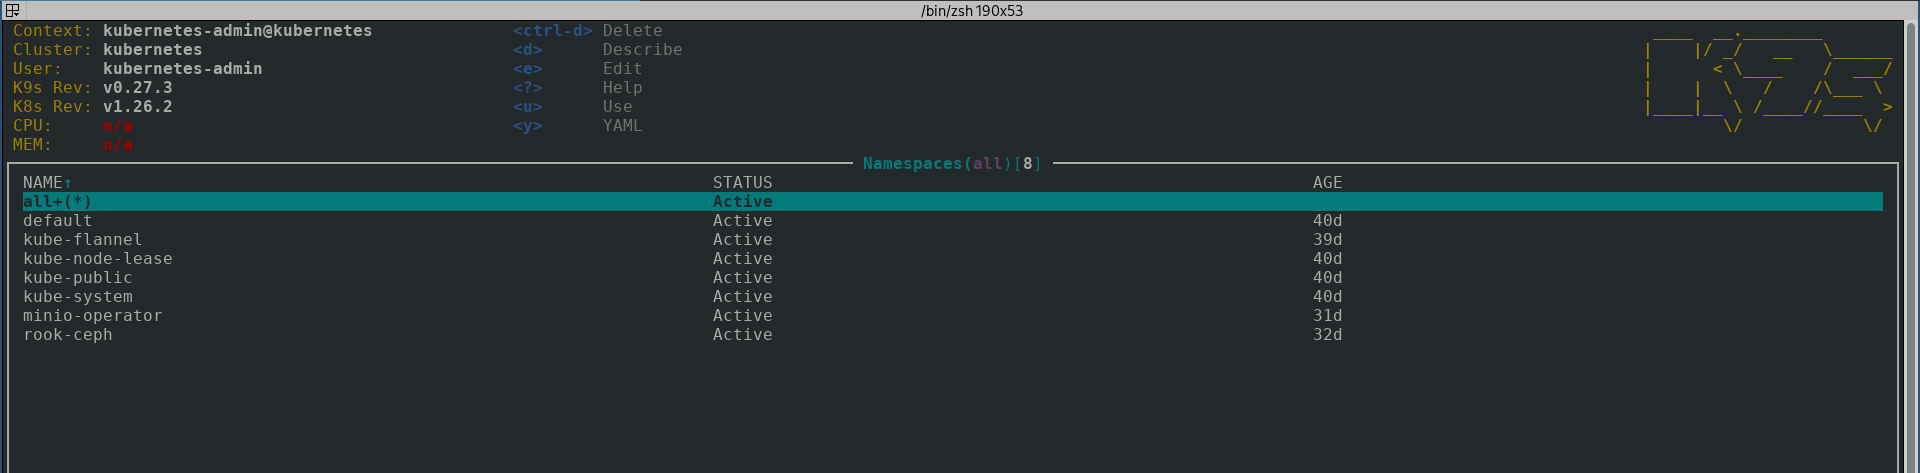 /bin/zsh 190x53
Context: kubernetes-admin@kubernetes <ctrl-d> Delete
Cluster: kubernetes <d> Describe
User: kubernetes-admin <e> Edit
K9s Rev: v0.27.3 <?> Help
K8s Rev: v1.26.2 <u> Use
CPU: n/a <y> YAML
MEM: n/a
Namespaces(all)[8]
NAME↑ STATUS AGE
all+(*) Active
default Active 40d
kube-flannel Active 39d
kube-node-lease Active 40d
kube-public Active 40d
kube-system Active 40d
minio-operator Active 31d
rook-ceph Active 32d